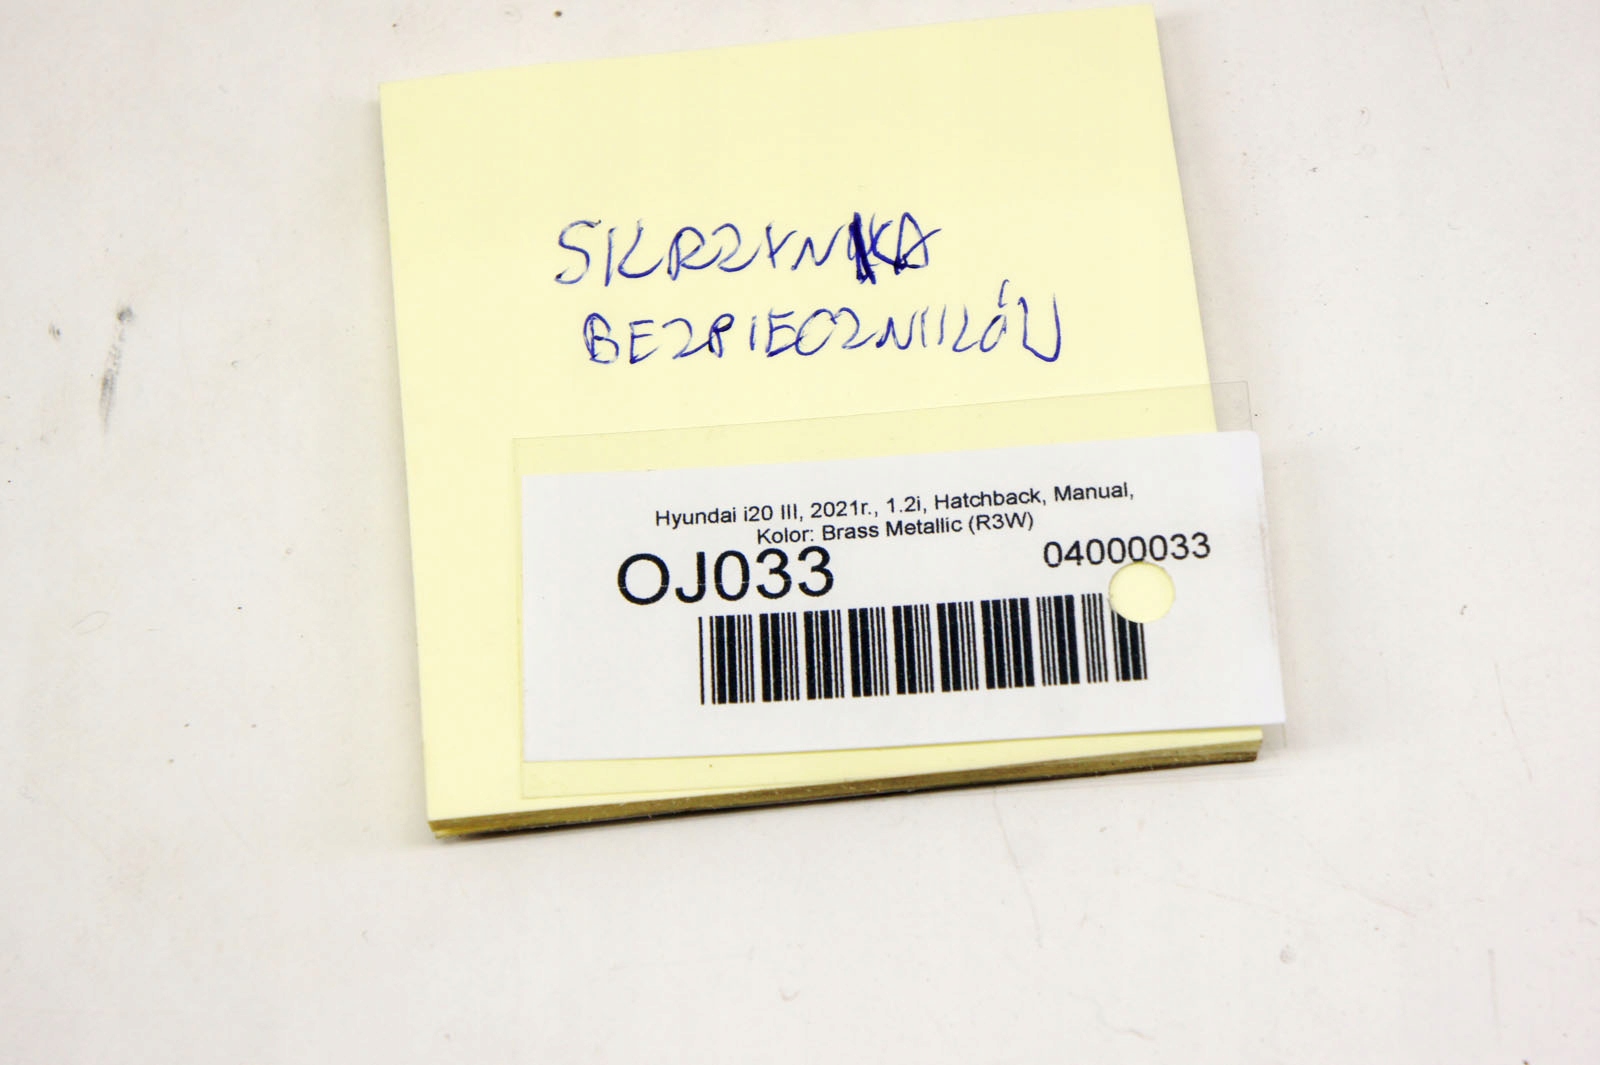 SKRZYNKA
BEZPIECZNIKÓW
Hyundai i20 III, 2021r., 1.2i, Hatchback, Manual,
Kolor: Brass Metallic (R3W)
OJ033 04000033